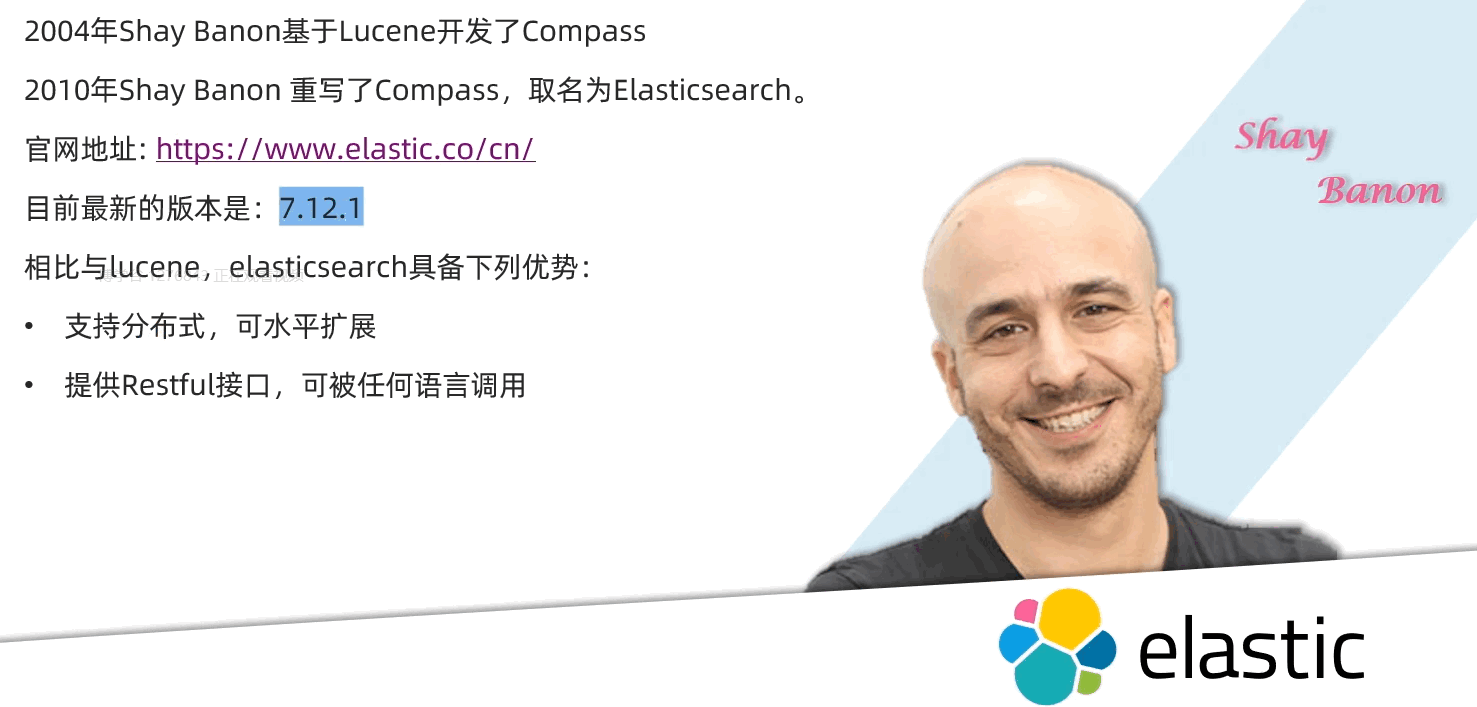 2004年Shay Banon基于Lucene开发了Compass
2010年Shay Banon 重写了Compass，取名为Elasticsearch。
官网地址: https://www.elastic.co/cn/
目前最新的版本是：7.12.1
相比与lucene，elasticsearch具备下列优势：
• 支持分布式，可水平扩展
• 提供Restful接口，可被任何语言调用
Shay
Banon
elastic